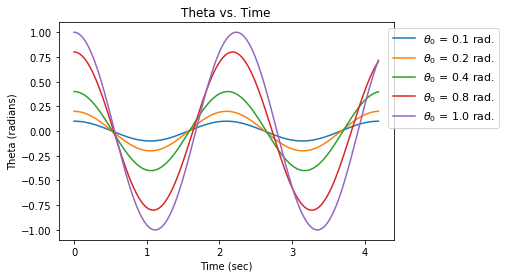 Theta vs. Time
1.00
0.75
0.50
0.25
0.00
−0.25
−0.50
−0.75
−1.00
Theta (radians)
0
1
2
3
4
Time (sec)
θ₀ = 0.1 rad.
θ₀ = 0.2 rad.
θ₀ = 0.4 rad.
θ₀ = 0.8 rad.
θ₀ = 1.0 rad.